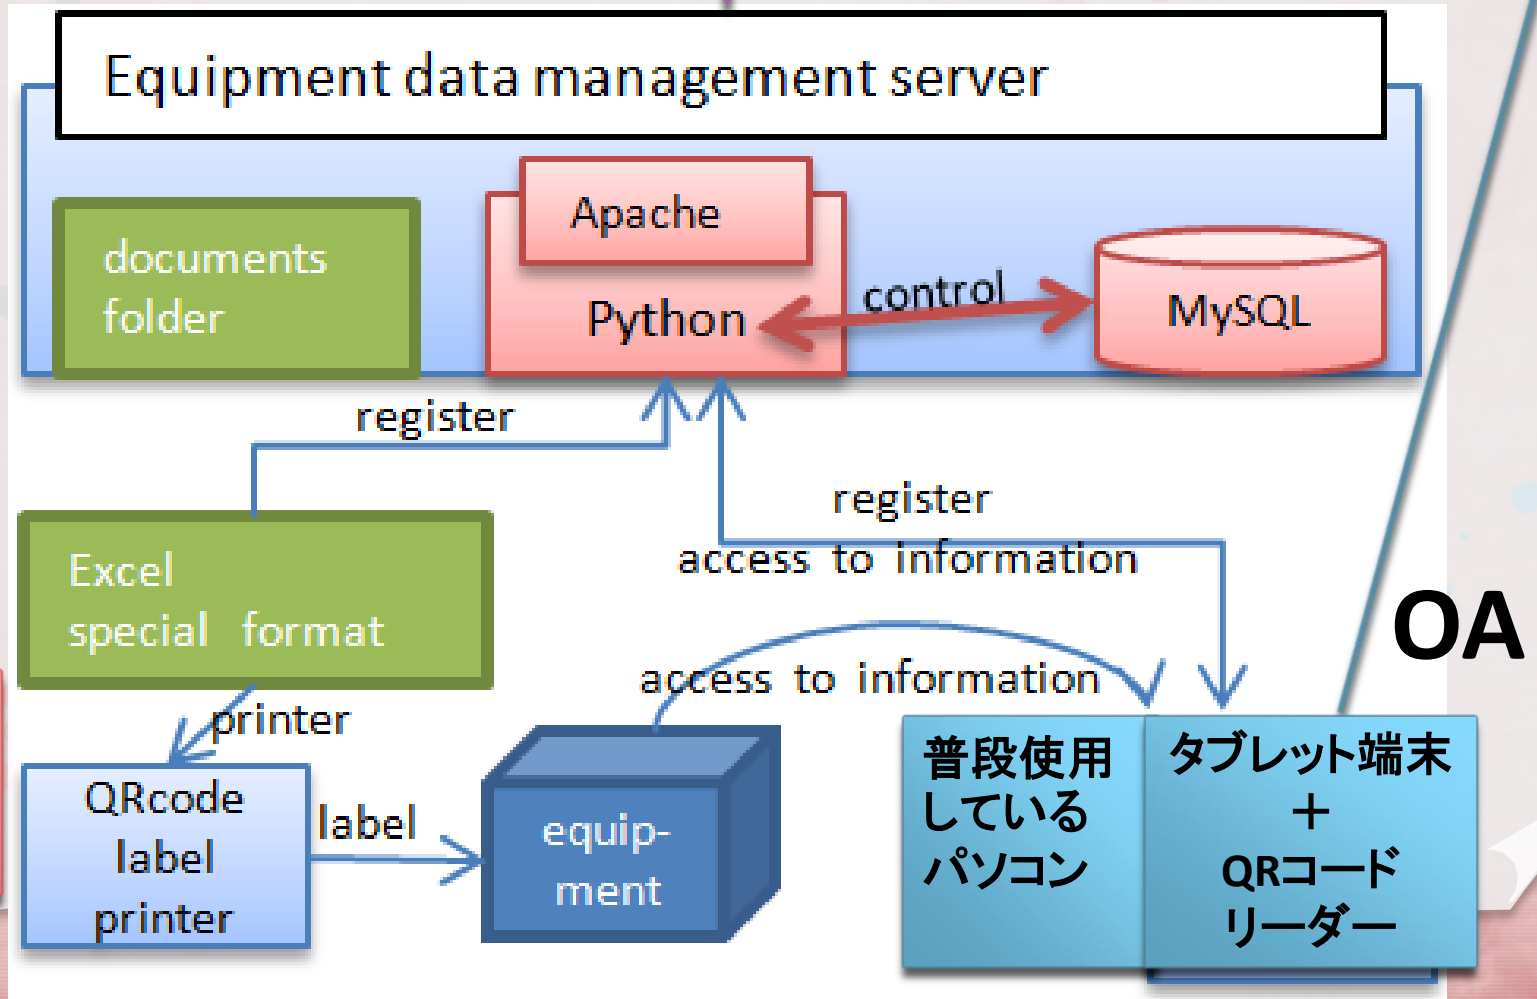 Equipment data management server
Apache
documents
folder
Python
control
MySQL
register
register
access to information
Excel
special format
OA
access to information
printer
QRcode
label
printer
label
equip-
ment
普段使用
している
パソコン
タブレット端末
＋
QRコード
リーダー